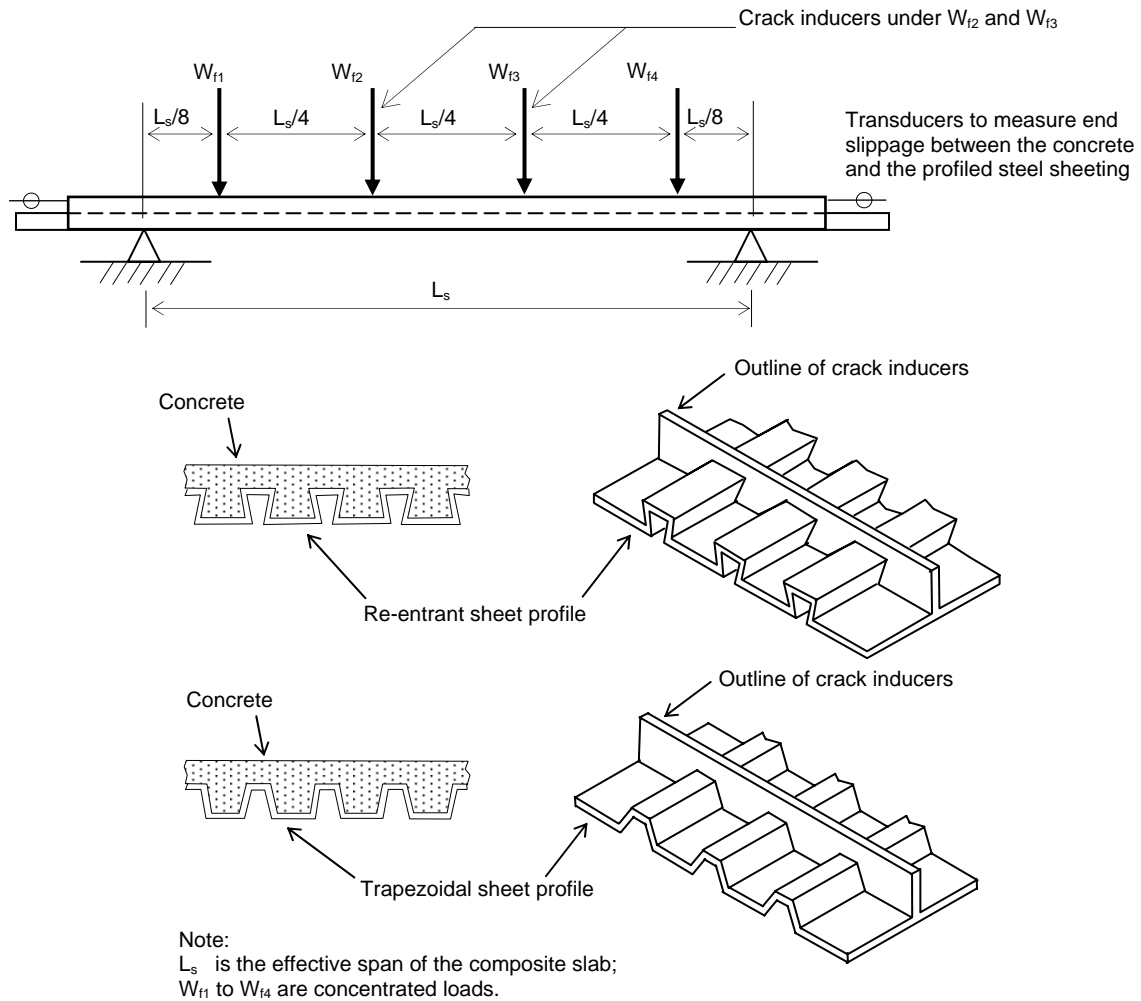 Crack inducers under Wf2 and Wf3
Wf1
Wf2
Wf3
Wf4
Ls/8
Ls/4
Ls/4
Ls/4
Ls/8
Transducers to measure end
slippage between the concrete
and the profiled steel sheeting
Ls
Outline of crack inducers
Concrete
Re-entrant sheet profile
Outline of crack inducers
Concrete
Trapezoidal sheet profile
Note:
Ls is the effective span of the composite slab;
Wf1 to Wf4 are concentrated loads.